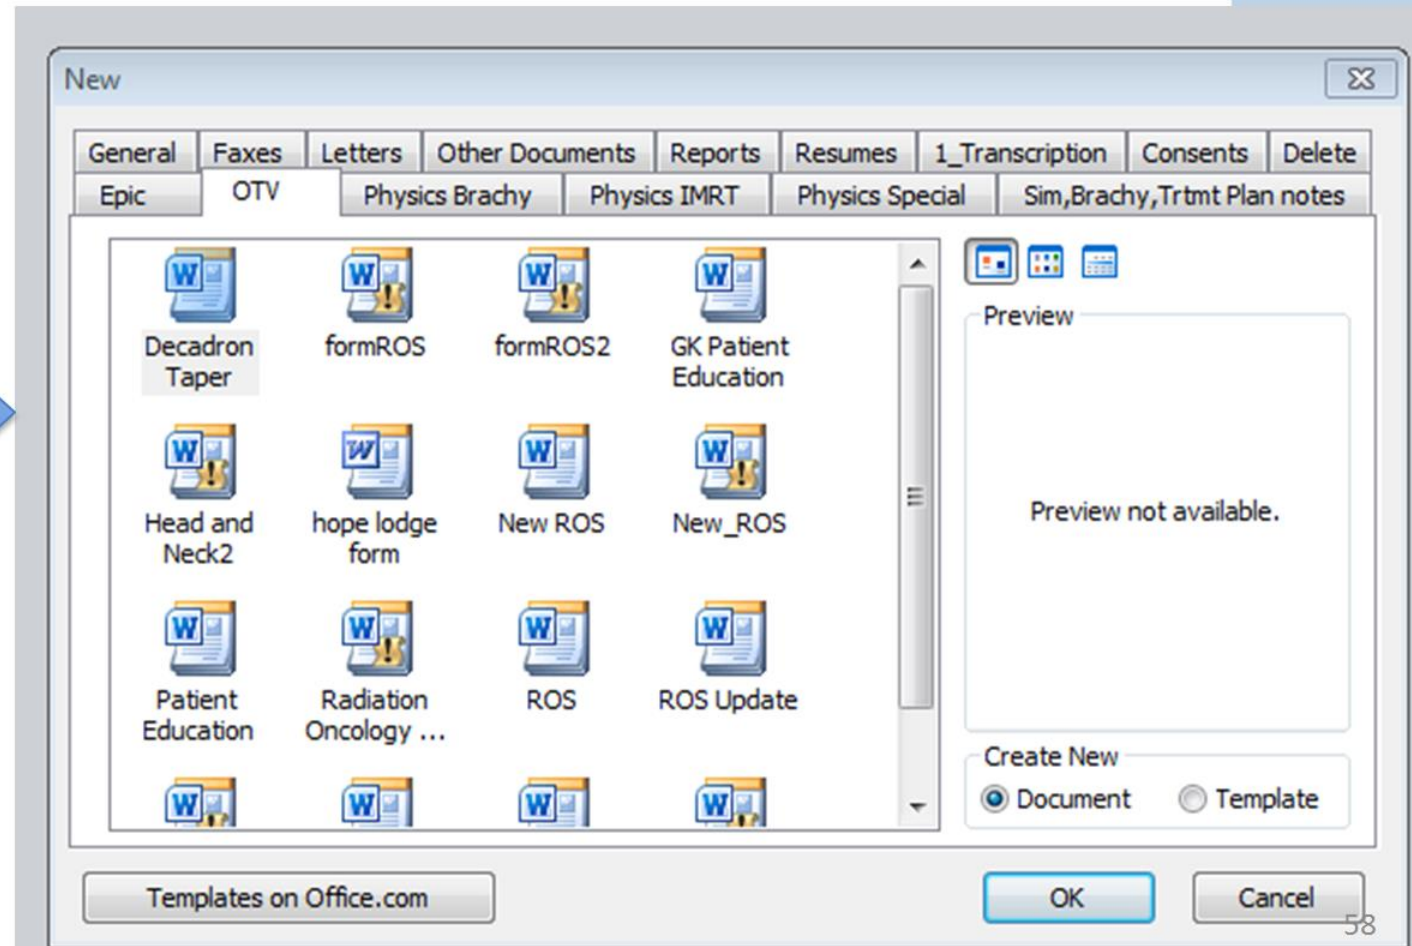 New
General Faxes Letters Other Documents Reports Resumes 1_Transcription Consents Delete
Epic OTV Physics Brachy Physics IMRT Physics Special Sim,Brachy,Trtmt Plan notes
Decadron Taper
formROS
formROS2
GK Patient Education
Head and Neck2
hope lodge form
New ROS
New_ROS
Patient Education
Radiation Oncology ...
ROS
ROS Update
Preview
Preview not available.
Create New
Document Template
Templates on Office.com
OK
Cancel
58